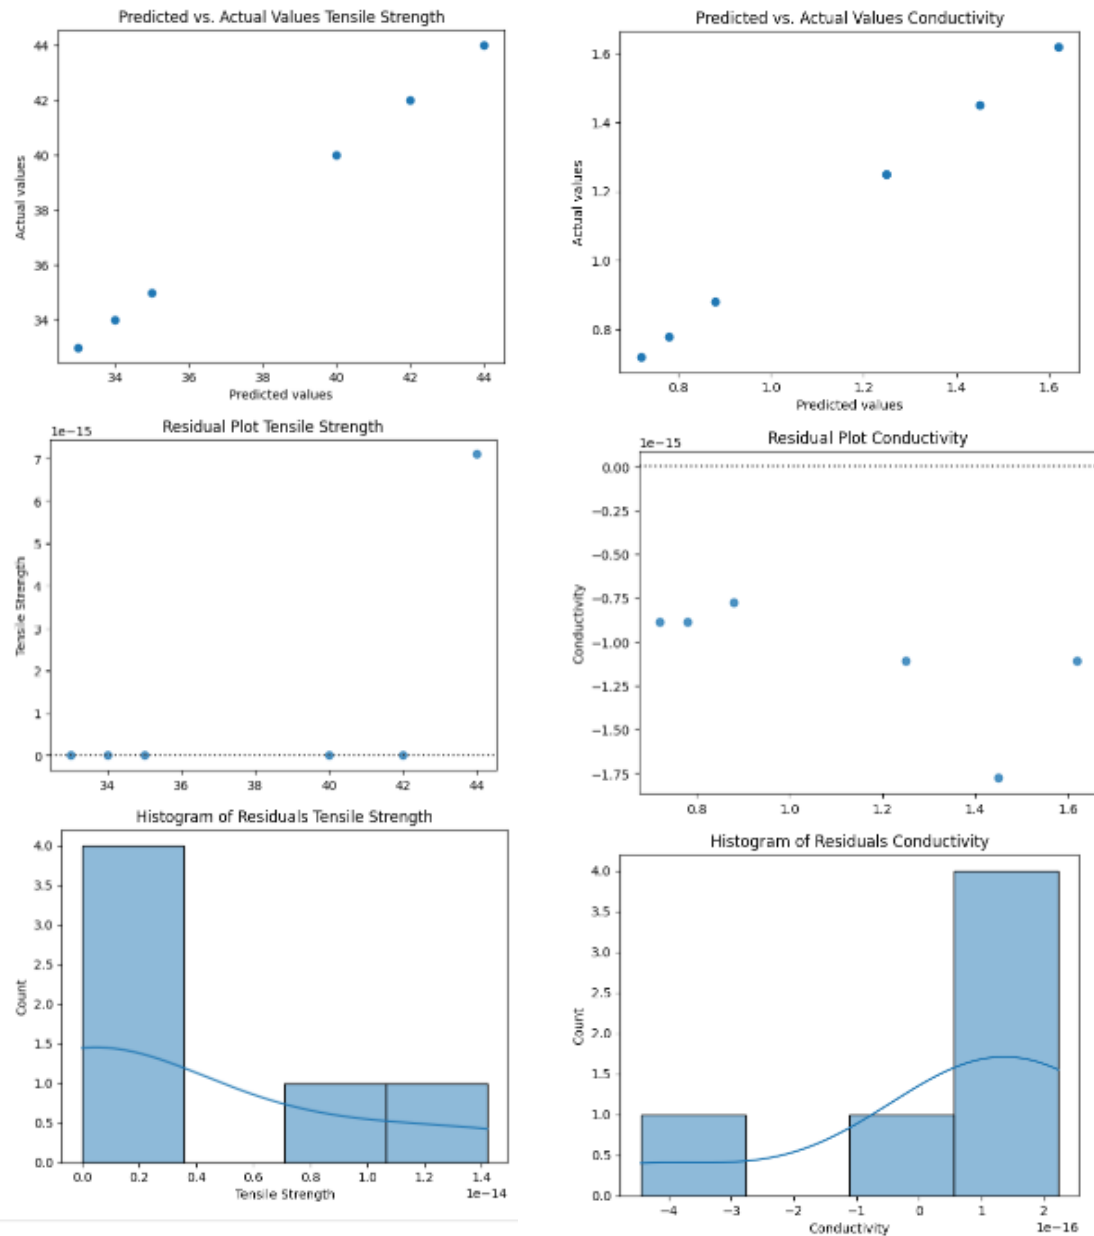 Predicted vs. Actual Values Tensile Strength
44
42
40
38
36
34
Actual values
34 36 38 40 42 44
Predicted values
Predicted vs. Actual Values Conductivity
1.6
1.4
1.2
1.0
0.8
Actual values
0.8 1.0 1.2 1.4 1.6
Predicted values
1e−15
Residual Plot Tensile Strength
7
6
5
4
3
2
1
0
Tensile Strength
34 36 38 40 42 44
1e−15
Residual Plot Conductivity
0.00
−0.25
−0.50
−0.75
−1.00
−1.25
−1.50
−1.75
Conductivity
0.8 1.0 1.2 1.4 1.6
Histogram of Residuals Tensile Strength
4.0
3.5
3.0
2.5
2.0
1.5
1.0
0.5
0.0
Count
0.0 0.2 0.4 0.6 0.8 1.0 1.2 1.4
Tensile Strength
1e−14
Histogram of Residuals Conductivity
4.0
3.5
3.0
2.5
2.0
1.5
1.0
0.5
0.0
Count
−4 −3 −2 −1 0 1 2
Conductivity
1e−16